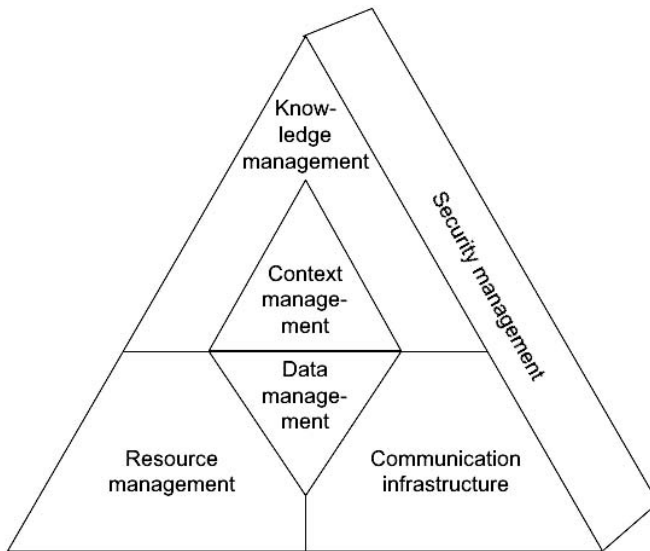 Know-
ledge
management
Security management
Context
manage-
ment
Data
manage-
ment
Resource
management
Communication
infrastructure